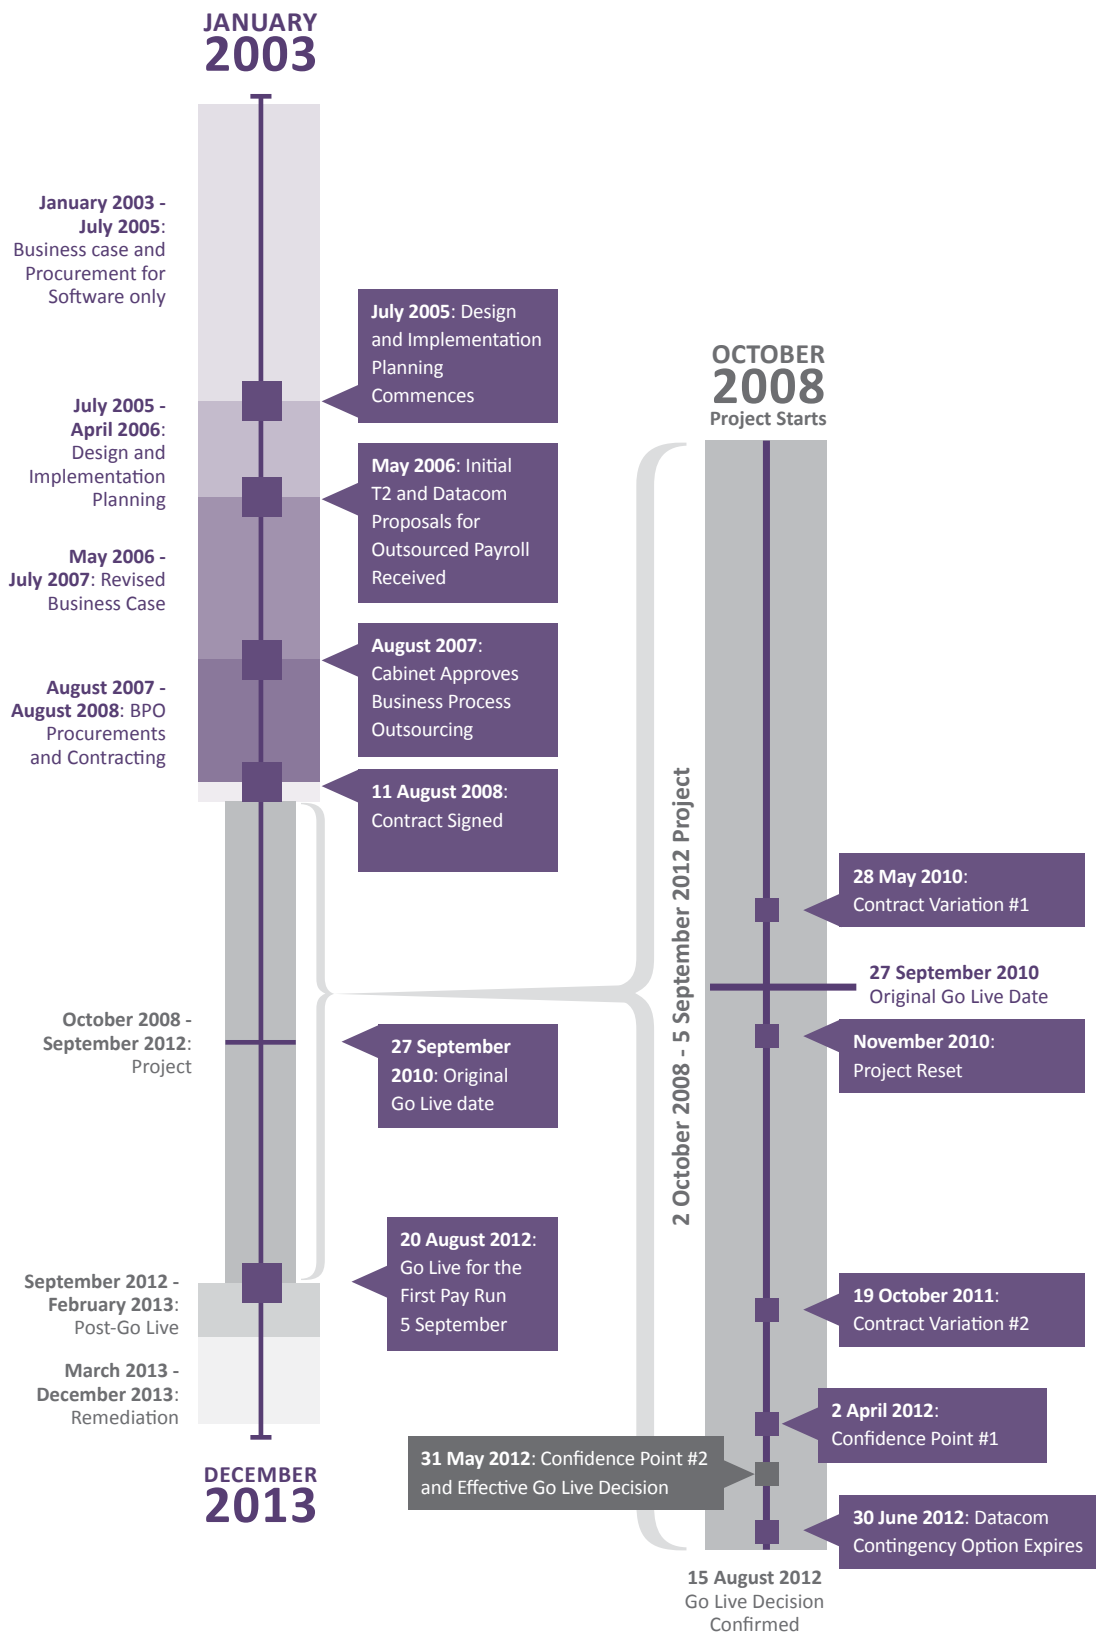 JANUARY
2003
January 2003 -
July 2005:
Business case and
Procurement for
Software only
July 2005: Design
and Implementation
Planning
Commences
July 2005 -
April 2006:
Design and
Implementation
Planning
May 2006: Initial
T2 and Datacom
Proposals for
Outsourced Payroll
Received
May 2006 -
July 2007: Revised
Business Case
August 2007:
Cabinet Approves
Business Process
Outsourcing
August 2007 -
August 2008: BPO
Procurements
and Contracting
11 August 2008:
Contract Signed
October 2008 -
September 2012:
Project
27 September
2010: Original
Go Live date
20 August 2012:
Go Live for the
First Pay Run
5 September
September 2012 -
February 2013:
Post-Go Live
March 2013 -
December 2013:
Remediation
DECEMBER
2013
OCTOBER
2008
Project Starts
2 October 2008 - 5 September 2012 Project
28 May 2010:
Contract Variation #1
27 September 2010
Original Go Live Date
November 2010:
Project Reset
19 October 2011:
Contract Variation #2
2 April 2012:
Confidence Point #1
31 May 2012: Confidence Point #2
and Effective Go Live Decision
30 June 2012: Datacom
Contingency Option Expires
15 August 2012
Go Live Decision
Confirmed